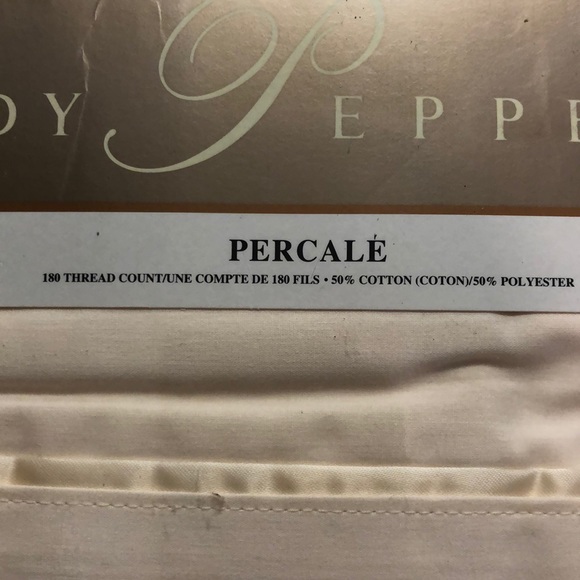 DY PEPPE
PERCALÉ
180 THREAD COUNT/UNE COMPTE DE 180 FILS • 50% COTTON (COTON)/50% POLYESTER